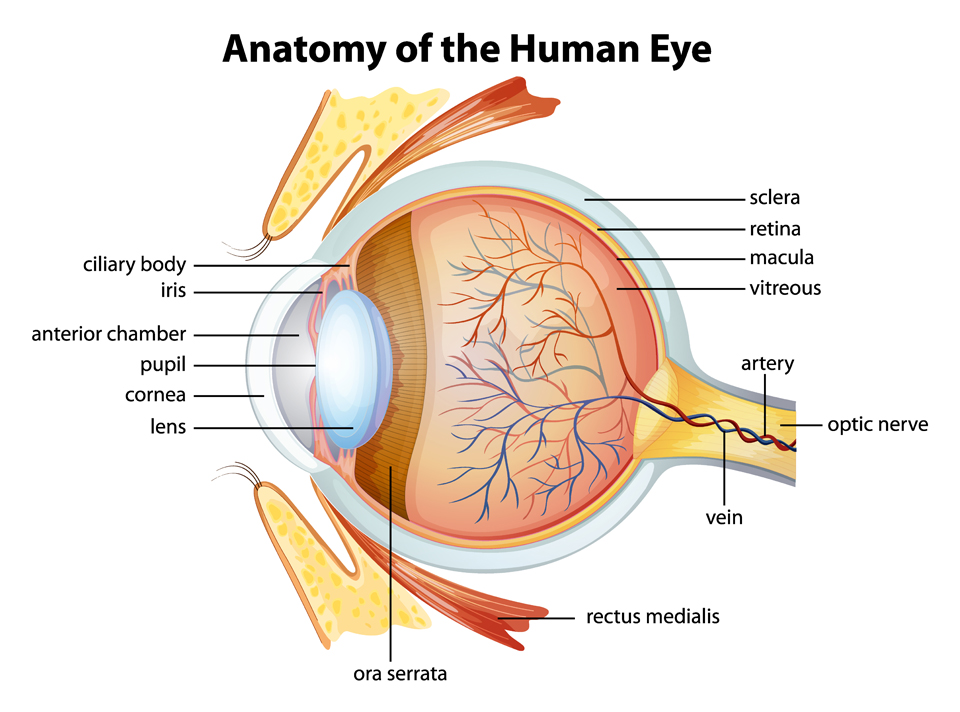 Anatomy of the Human Eye
sclera
retina
macula
vitreous
ciliary body
iris
anterior chamber
pupil
cornea
lens
artery
optic nerve
vein
rectus medialis
ora serrata